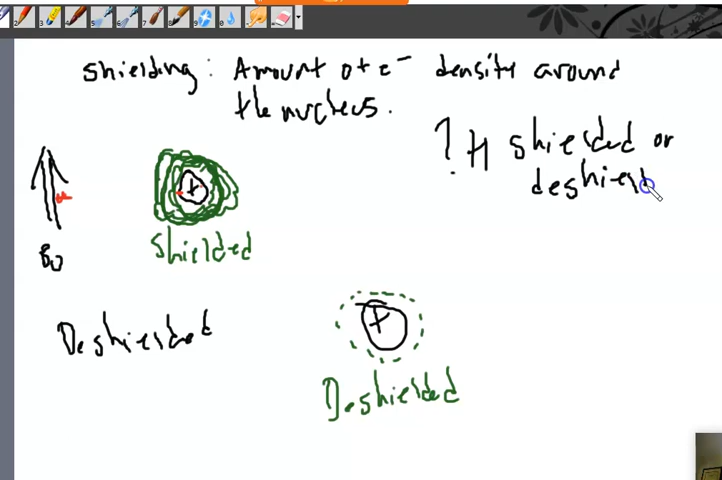 shielding: Amount of e⁻ density around
the nucleus.
? H shielded or
deshield
B₀
+
shielded
Deshielded
+
Deshielded